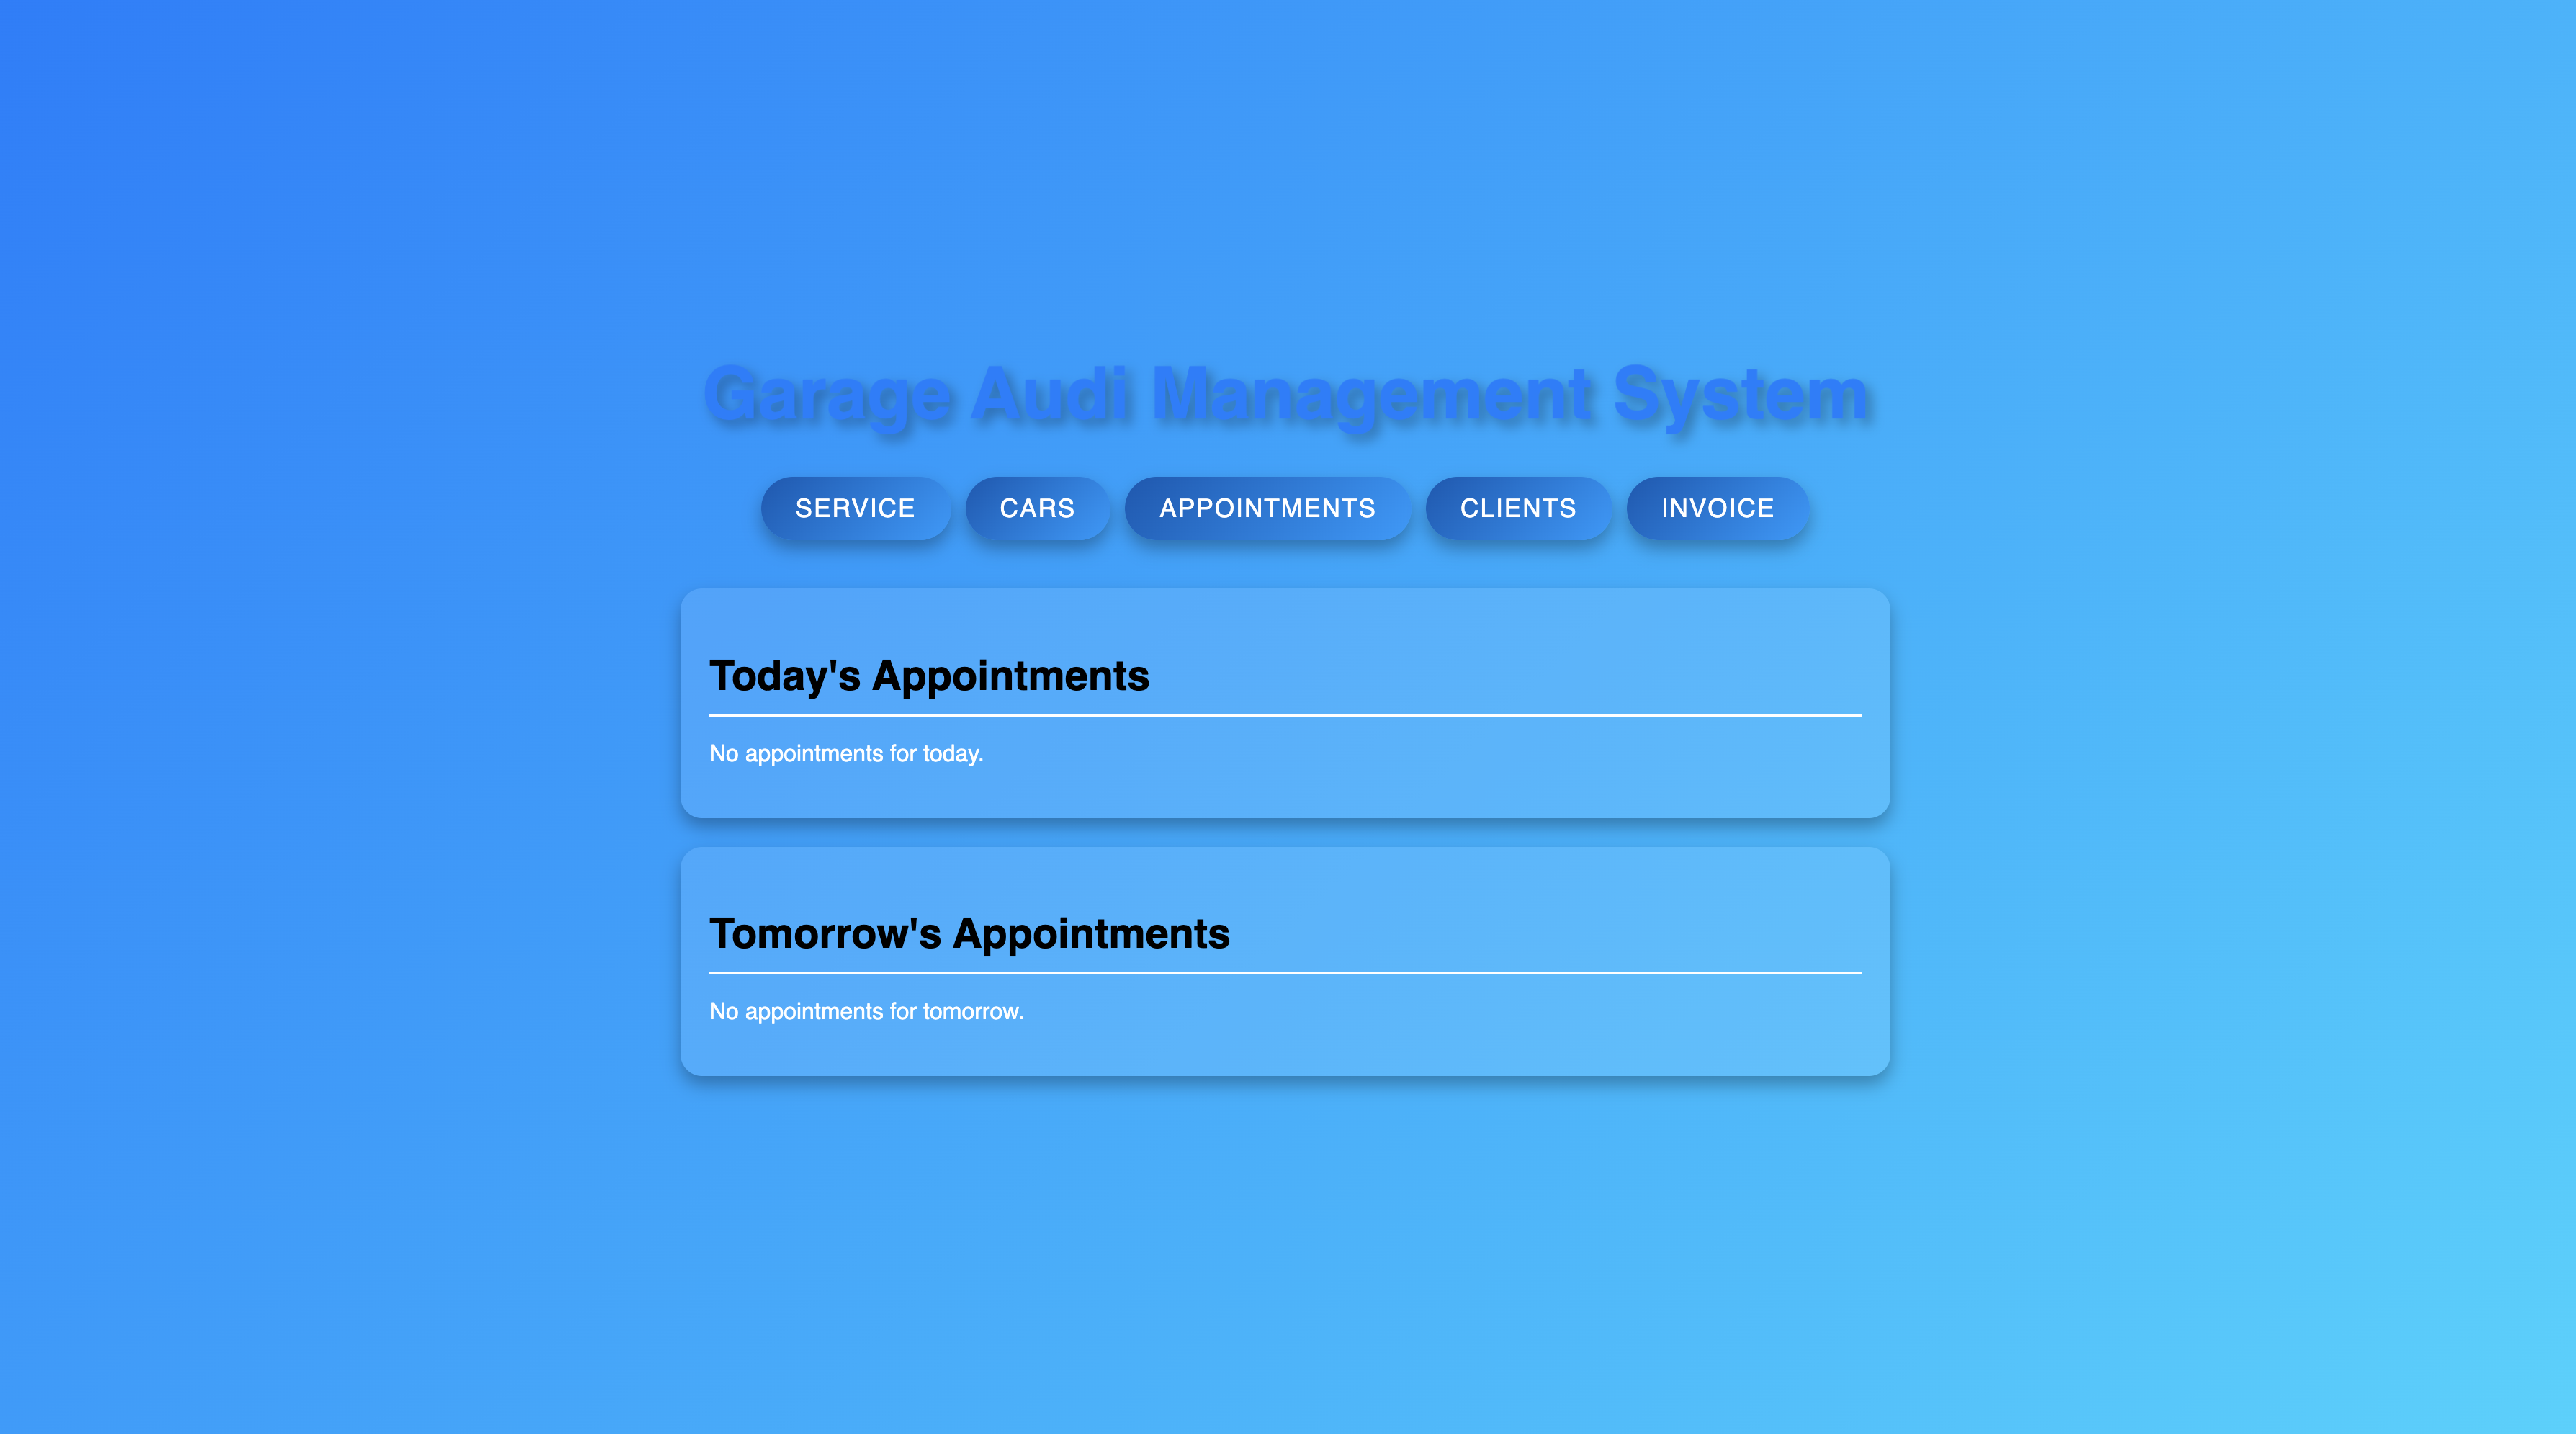 Garage Audi Management System
SERVICE CARS APPOINTMENTS CLIENTS INVOICE
Today's Appointments
No appointments for today.
Tomorrow's Appointments
No appointments for tomorrow.